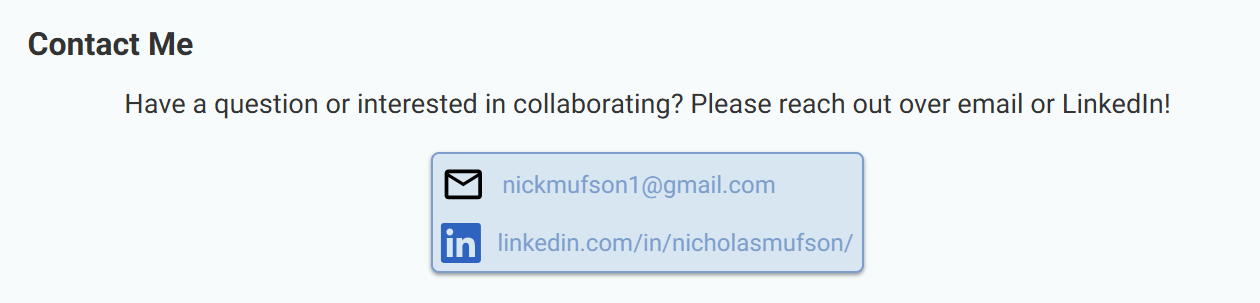 Contact Me
Have a question or interested in collaborating? Please reach out over email or LinkedIn!
nickmufson1@gmail.com
in linkedin.com/in/nicholasmufson/